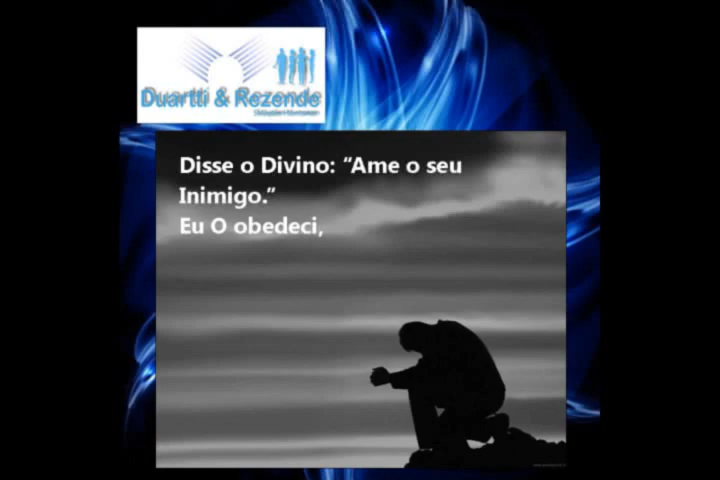 Duartti & Rezende
Disse o Divino: “Ame o seu
Inimigo.”
Eu O obedeci,